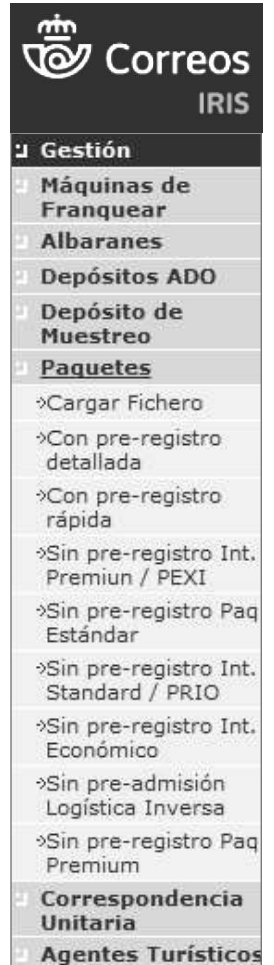 Correos
IRIS
Gestión
Máquinas de
Franquear
Albaranes
Depósitos ADO
Depósito de
Muestreo
Paquetes
Cargar Fichero
Con pre-registro
detallada
Con pre-registro
rápida
Sin pre-registro Int.
Premiun / PEXI
Sin pre-registro Paq
Estándar
Sin pre-registro Int.
Standard / PRIO
Sin pre-registro Int.
Económico
Sin pre-admisión
Logística Inversa
Sin pre-registro Paq
Premium
Correspondencia
Unitaria
Agentes Turísticos